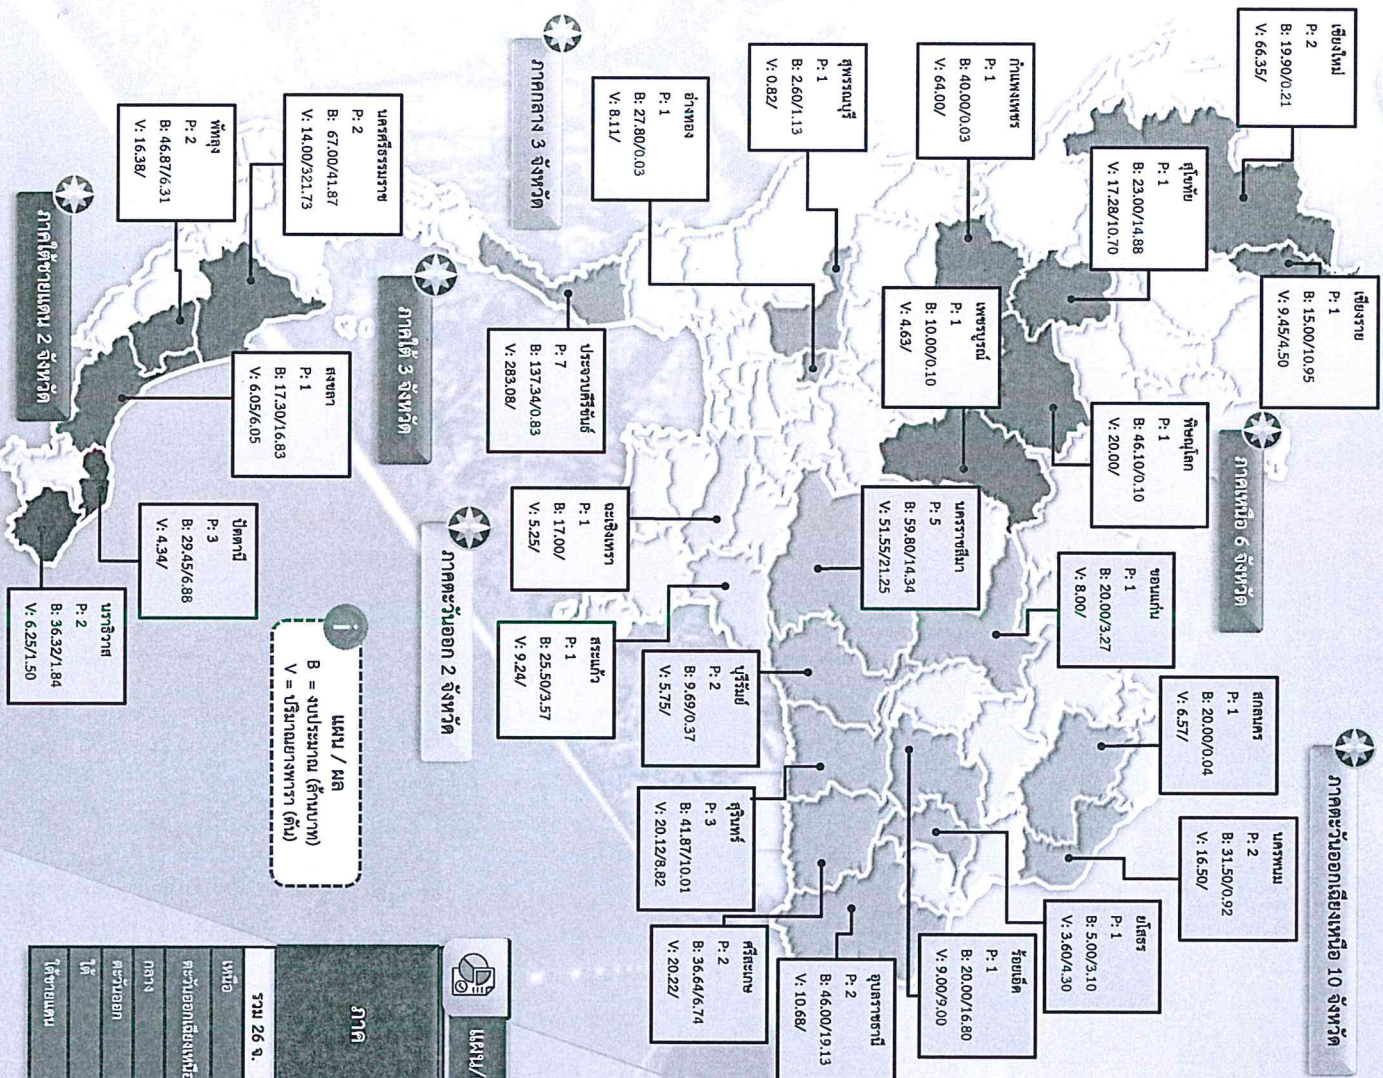 เชียงใหม่
P: 2
B: 19.90/0.21
V: 66.35/
เชียงราย
P: 1
B: 15.00/10.95
V: 9.45/4.50
สุโขทัย
P: 1
B: 23.00/14.88
V: 17.28/10.70
กำแพงเพชร
P: 1
B: 40.00/0.03
V: 64.00/
พิษณุโลก
P: 1
B: 46.10/0.10
V: 20.00/
เพชรบูรณ์
P: 1
B: 10.00/0.10
V: 4.63/
ภาคเหนือ 6 จังหวัด
ภาคตะวันออกเฉียงเหนือ 10 จังหวัด
ขอนแก่น
P: 1
B: 20.00/3.27
V: 8.00/
สกลนคร
P: 1
B: 20.00/0.04
V: 6.57/
นครพนม
P: 2
B: 31.50/0.92
V: 16.50/
นครราชสีมา
P: 5
B: 59.80/14.34
V: 51.55/21.25
ยโสธร
P: 1
B: 5.00/3.10
V: 3.60/4.30
ร้อยเอ็ด
P: 1
B: 20.00/16.80
V: 9.00/9.00
อุบลราชธานี
P: 2
B: 46.00/19.13
V: 10.68/
ศรีสะเกษ
P: 2
B: 36.64/6.74
V: 20.22/
สุรินทร์
P: 3
B: 41.87/10.01
V: 20.12/8.82
บุรีรัมย์
P: 2
B: 9.69/0.37
V: 5.75/
สุพรรณบุรี
P: 1
B: 2.60/1.13
V: 0.82/
อ่างทอง
P: 1
B: 27.80/0.03
V: 8.11/
ภาคกลาง 3 จังหวัด
ประจวบคีรีขันธ์
P: 7
B: 137.34/0.83
V: 283.08/
ฉะเชิงเทรา
P: 1
B: 17.00/
V: 5.25/
สระแก้ว
P: 1
B: 25.50/3.57
V: 9.24/
ภาคตะวันออก 2 จังหวัด
ภาคใต้ 3 จังหวัด
นครศรีธรรมราช
P: 2
B: 67.00/41.87
V: 14.00/321.73
พัทลุง
P: 2
B: 46.87/6.31
V: 16.38/
สงขลา
P: 1
B: 17.30/16.83
V: 6.05/6.05
ปัตตานี
P: 3
B: 29.45/6.88
V: 4.34/
นราธิวาส
P: 2
B: 36.32/1.84
V: 6.25/1.50
ภาคใต้ชายแดน 2 จังหวัด
แผน / ผล
B = งบประมาณ (ล้านบาท)
V = ปริมาณยางพารา (ตัน)
แผน/
ภาค
รวม 26 จ.
เหนือ
ตะวันออกเฉียงเหนือ
กลาง
ตะวันออก
ใต้
ใต้ชายแดน